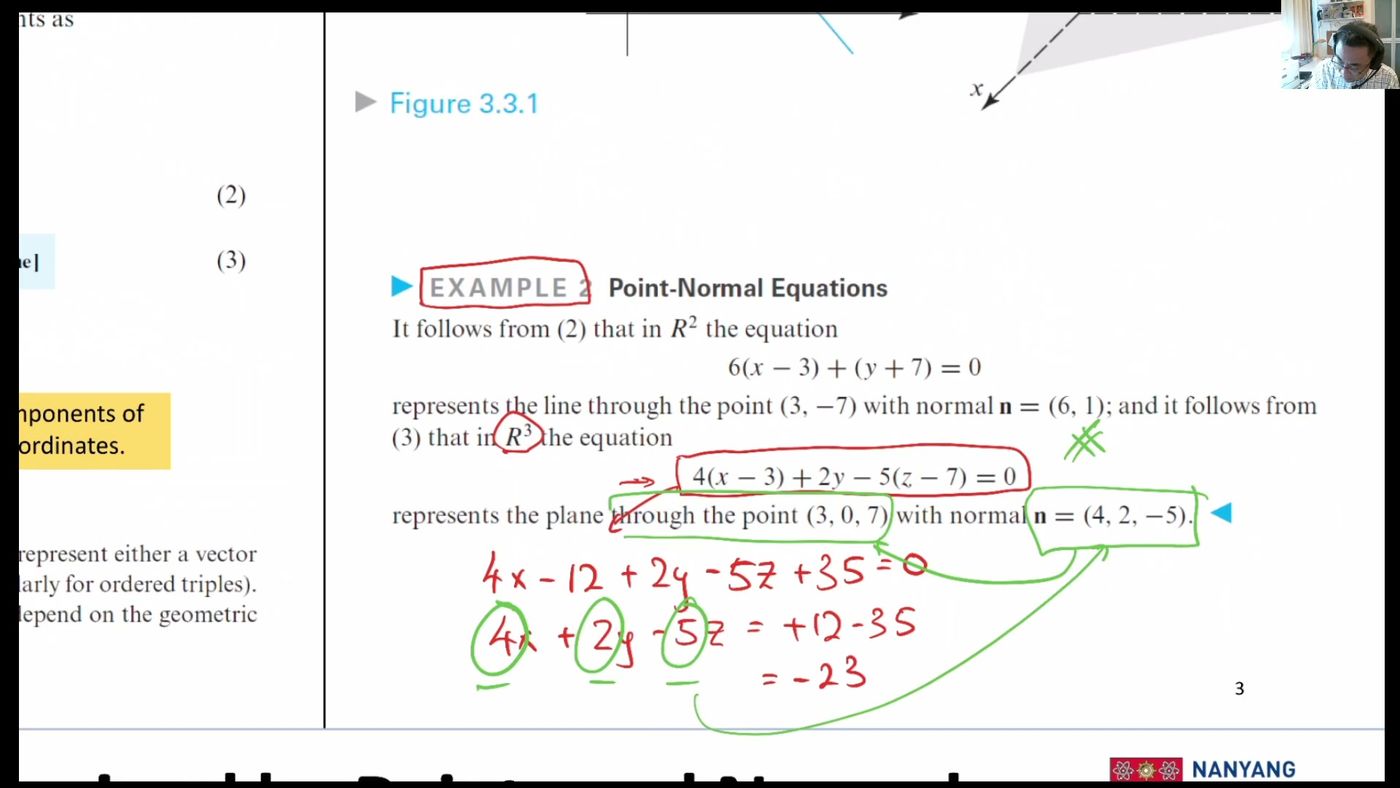 nts as
(2)
ne]
(3)
nponents of
ordinates.
represent either a vector
larly for ordered triples).
depend on the geometric
x
▶ Figure 3.3.1
▶ EXAMPLE 2 Point-Normal Equations
It follows from (2) that in R² the equation
6(x − 3) + (y + 7) = 0
represents the line through the point (3, −7) with normal n = (6, 1); and it follows from
(3) that in R³ the equation
4(x − 3) + 2y − 5(z − 7) = 0
represents the plane through the point (3, 0, 7) with normal n = (4, 2, −5). ◀
4x - 12 + 2y - 5z + 35 = 0
4x + 2y - 5z = +12 - 35
= - 23
3
NANYANG